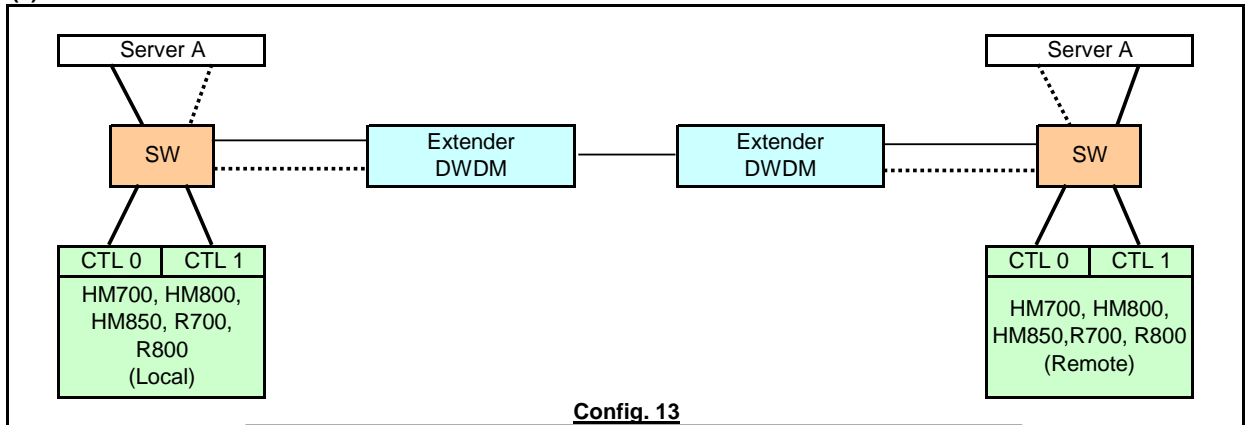 Server A
Server A
SW
Extender
DWDM
Extender
DWDM
SW
CTL 0
CTL 1
HM700, HM800,
HM850, R700,
R800
(Local)
CTL 0
CTL 1
HM700, HM800,
HM850,R700, R800
(Remote)
Config. 13